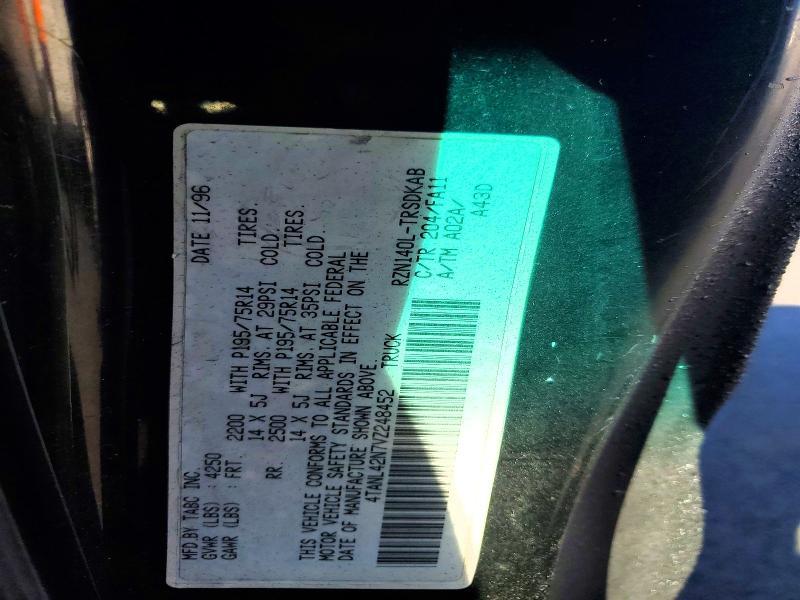 MFD BY TABC INC. DATE 11/96
GVWR (LBS) : 4250
GAWR (LBS) : FRT. 2200 WITH P195/75R14 TIRES.
14 X 5J RIMS. AT 29PSI COLD.
RR. 2500 WITH P195/75R14 TIRES.
14 X 5J RIMS. AT 35PSI COLD.
THIS VEHICLE CONFORMS TO ALL APPLICABLE FEDERAL
MOTOR VEHICLE SAFETY STANDARDS IN EFFECT ON THE
DATE OF MANUFACTURE SHOWN ABOVE.
4TANL42N7VZ248452 TRUCK RZN140L-TRSDKAB
C/TR 204/FA11
A/TM A02A/
A43D